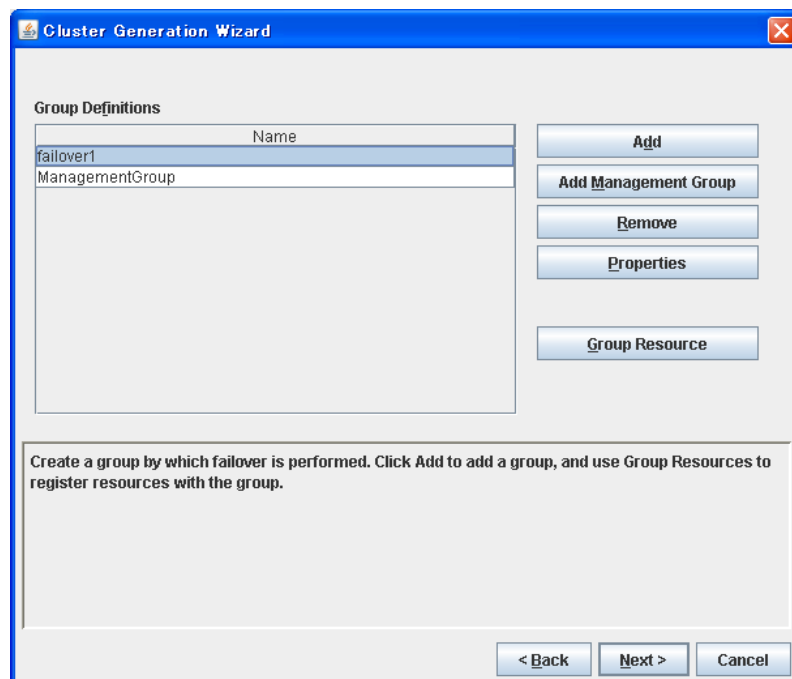 Cluster Generation Wizard
Group Definitions
Name
failover1
ManagementGroup
Add
Add Management Group
Remove
Properties
Group Resource
Create a group by which failover is performed. Click Add to add a group, and use Group Resources to
register resources with the group.
< Back
Next >
Cancel